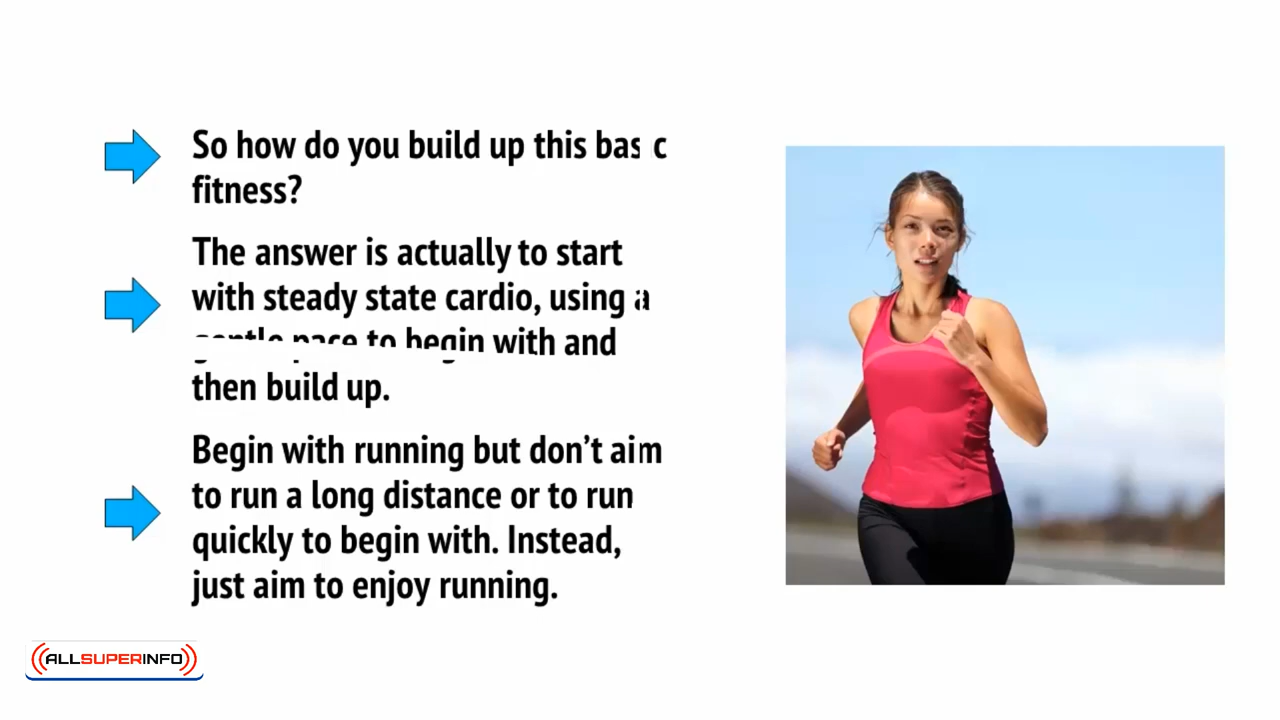 So how do you build up this basic
fitness?
The answer is actually to start
with steady state cardio, using a
gentle pace to begin with and
then build up.
Begin with running but don’t aim
to run a long distance or to run
quickly to begin with. Instead,
just aim to enjoy running.
ALLSUPERINFO